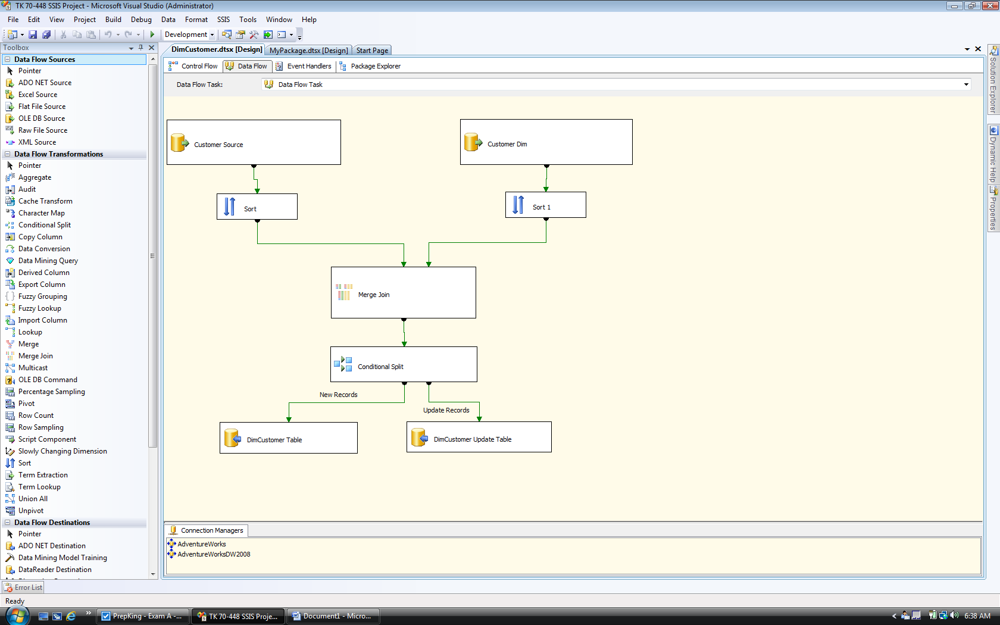 TK 70-448 SSIS Project - Microsoft Visual Studio (Administrator)
File Edit View Project Build Debug Data Format SSIS Tools Window Help
Development
Toolbox
Data Flow Sources
Pointer
ADO NET Source
Excel Source
Flat File Source
OLE DB Source
Raw File Source
XML Source
Data Flow Transformations
Pointer
Aggregate
Audit
Cache Transform
Character Map
Conditional Split
Copy Column
Data Conversion
Data Mining Query
Derived Column
Export Column
Fuzzy Grouping
Fuzzy Lookup
Import Column
Lookup
Merge
Merge Join
Multicast
OLE DB Command
Percentage Sampling
Pivot
Row Count
Row Sampling
Script Component
Slowly Changing Dimension
Sort
Term Extraction
Term Lookup
Union All
Unpivot
Data Flow Destinations
Pointer
ADO NET Destination
Data Mining Model Training
DataReader Destination
DimCustomer.dtsx [Design] MyPackage.dtsx [Design] Start Page
Control Flow Data Flow Event Handlers Package Explorer
Data Flow Task: Data Flow Task
Customer Source
Customer Dim
Sort
Sort 1
Merge Join
Conditional Split
New Records
Update Records
DimCustomer Table
DimCustomer Update Table
Connection Managers
AdventureWorks
AdventureWorksDW2008
Solution Explorer
Dynamic Help
Properties
Error List
Ready
PrepKing - Exam A -... TK 70-448 SSIS Proje... Document1 - Micro... 6:38 AM